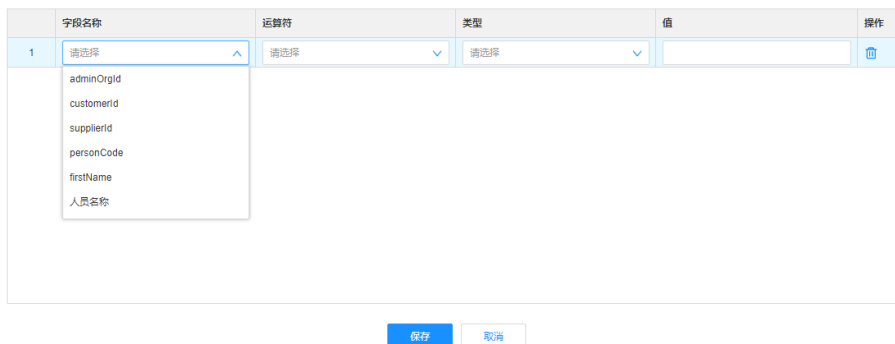 字段名称 运算符 类型 值 操作
1 请选择 请选择 请选择
adminOrgId
customerId
supplierId
personCode
firstName
人员名称
保存 取消